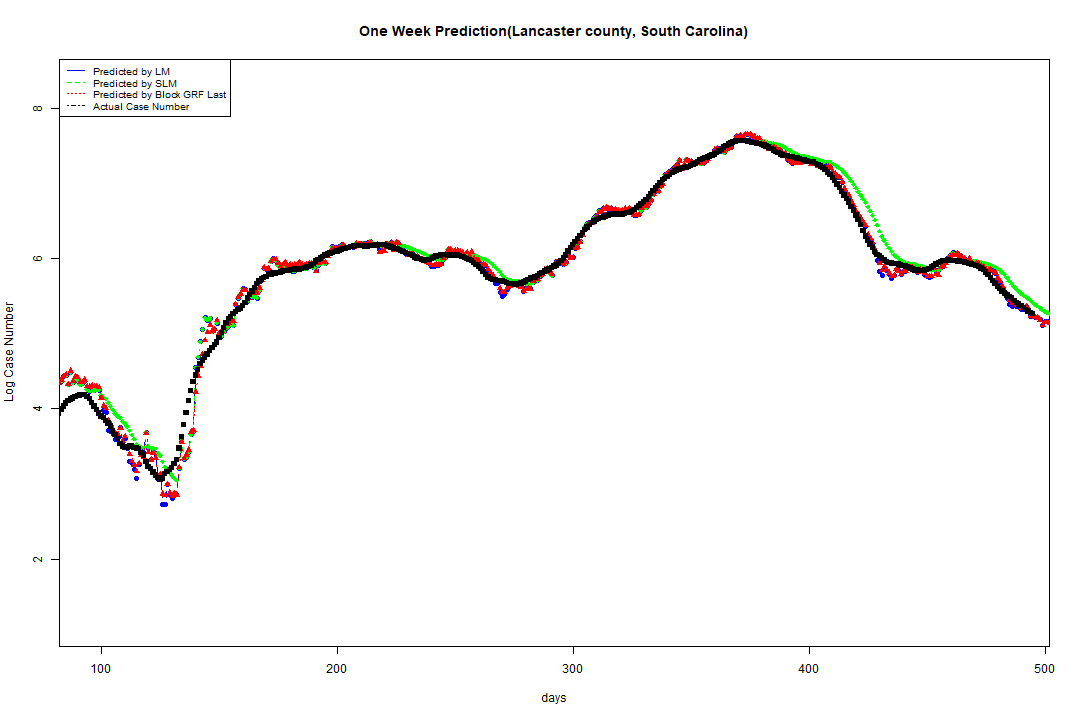 One Week Prediction(Lancaster county, South Carolina)
Predicted by LM
Predicted by SLM
Predicted by Block GRF Last
Actual Case Number
8
6
4
2
Log Case Number
100 200 300 400 500
days